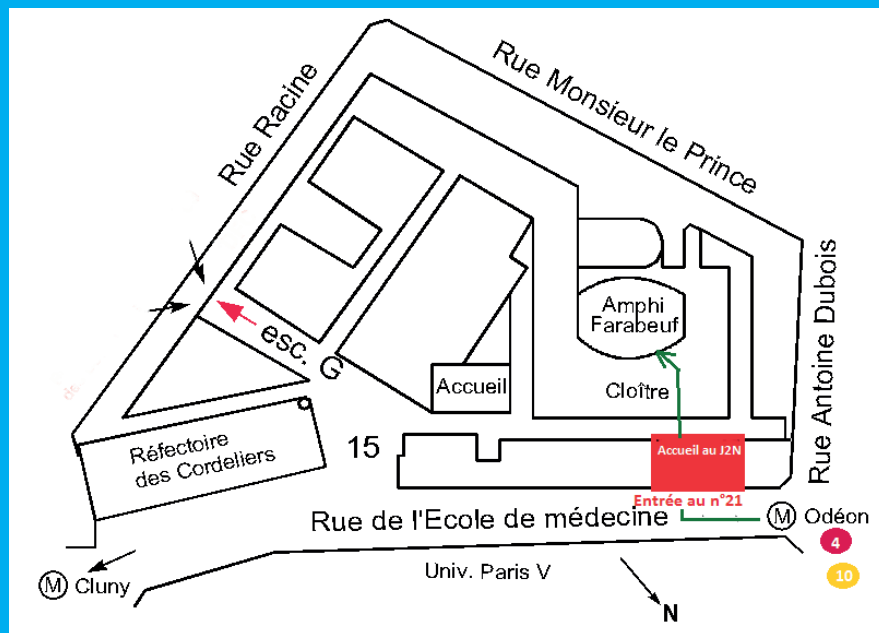 Rue Racine
Rue Monsieur le Prince
Rue Antoine Dubois
Amphi
Farabeuf
esc. G
Accueil
Cloître
Réfectoire
des Cordeliers
15
Accueil au J2N
Entrée au n°21
Rue de l'Ecole de médecine
M Odéon
4
10
M Cluny
Univ. Paris V
N